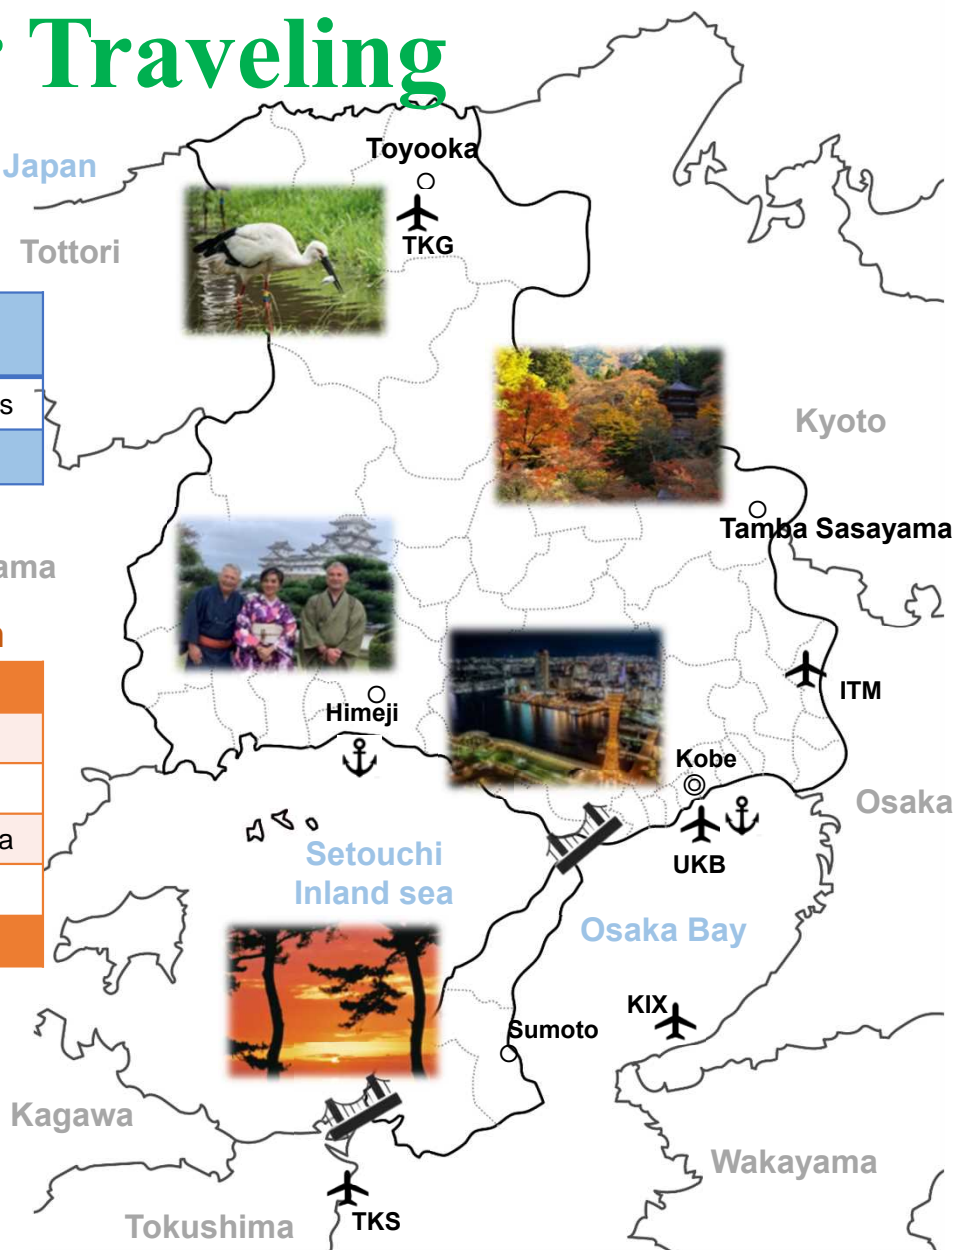 Traveling
Toyooka
Japan
TKG
Tottori
s
Kyoto
Tamba Sasayama
ama
ITM
Himeji
Kobe
Osaka
a
UKB
Setouchi
Inland sea
Osaka Bay
KIX
Sumoto
Kagawa
Wakayama
TKS
Tokushima